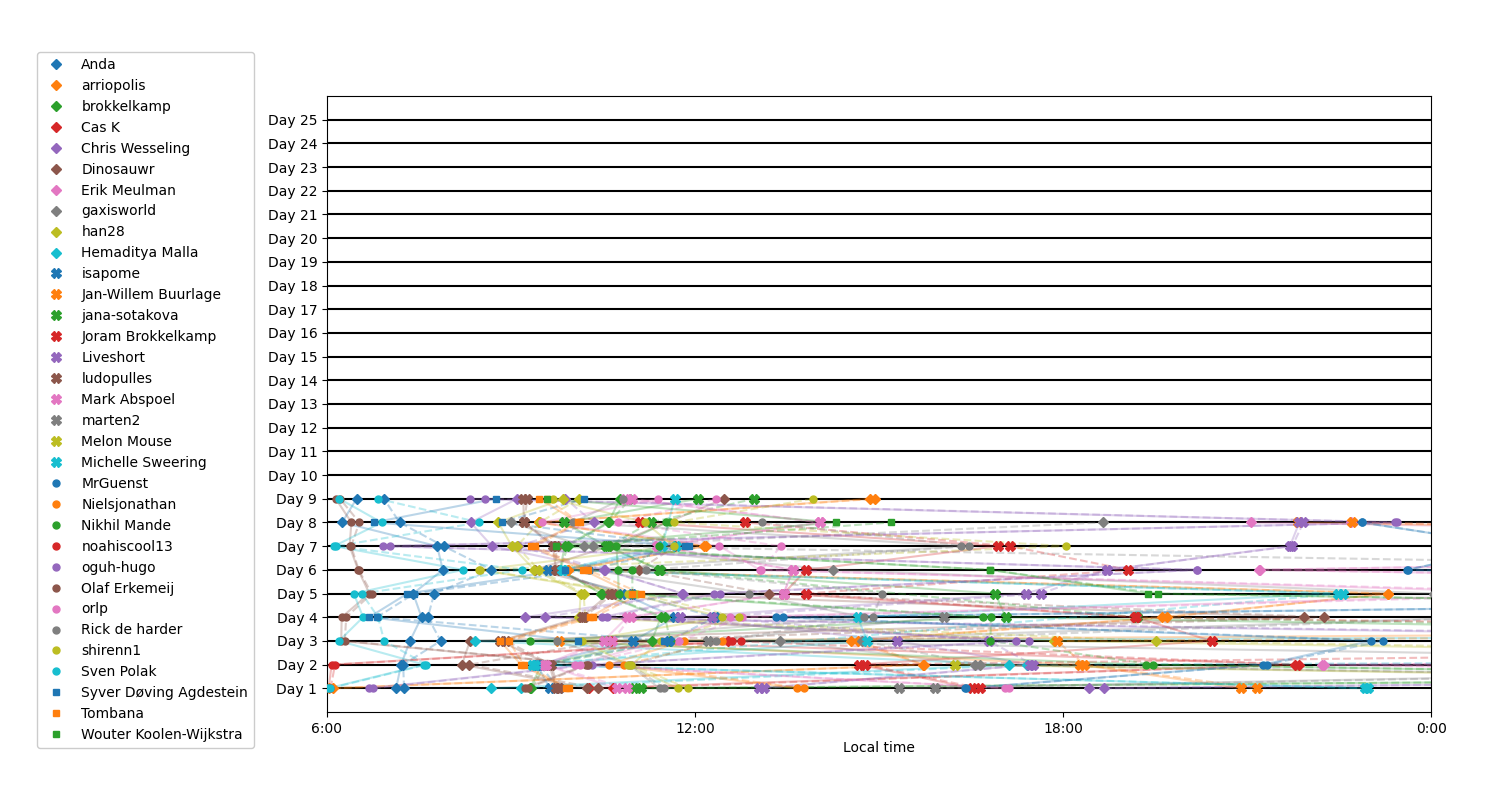 Anda
arriopolis
brokkelkamp
Cas K
Chris Wesseling
Dinosauwr
Erik Meulman
gaxisworld
han28
Hemaditya Malla
isapome
Jan-Willem Buurlage
jana-sotakova
Joram Brokkelkamp
Liveshort
ludopulles
Mark Abspoel
marten2
Melon Mouse
Michelle Sweering
MrGuenst
Nielsjonathan
Nikhil Mande
noahiscool13
oguh-hugo
Olaf Erkemeij
orlp
Rick de harder
shirenn1
Sven Polak
Syver Døving Agdestein
Tombana
Wouter Koolen-Wijkstra
Day 25
Day 24
Day 23
Day 22
Day 21
Day 20
Day 19
Day 18
Day 17
Day 16
Day 15
Day 14
Day 13
Day 12
Day 11
Day 10
Day 9
Day 8
Day 7
Day 6
Day 5
Day 4
Day 3
Day 2
Day 1
6:00 12:00 18:00 0:00
Local time